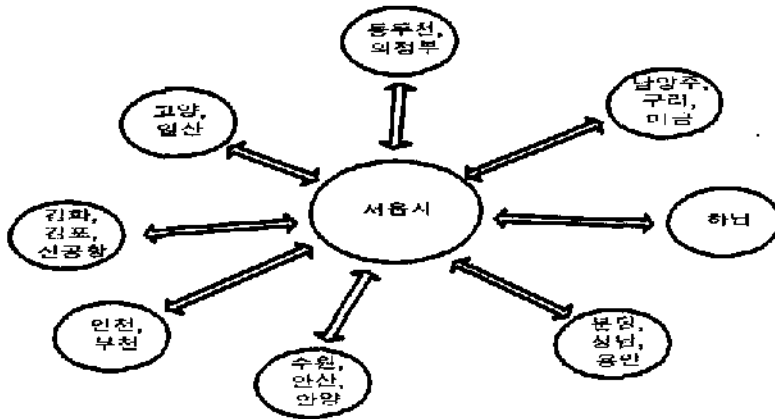 동두천,
의정부
남양주,
구리,
미금
고양,
일산
서울시
하남
강화,
김포,
신공항
인천,
부천
분당,
성남,
용인
수원,
안산,
안양